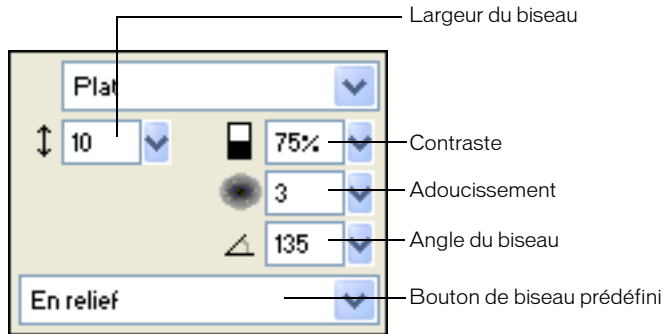 Largeur du biseau
Plat
10
75%
Contraste
3
Adoucissement
135
Angle du biseau
En relief
Bouton de biseau prédéfini